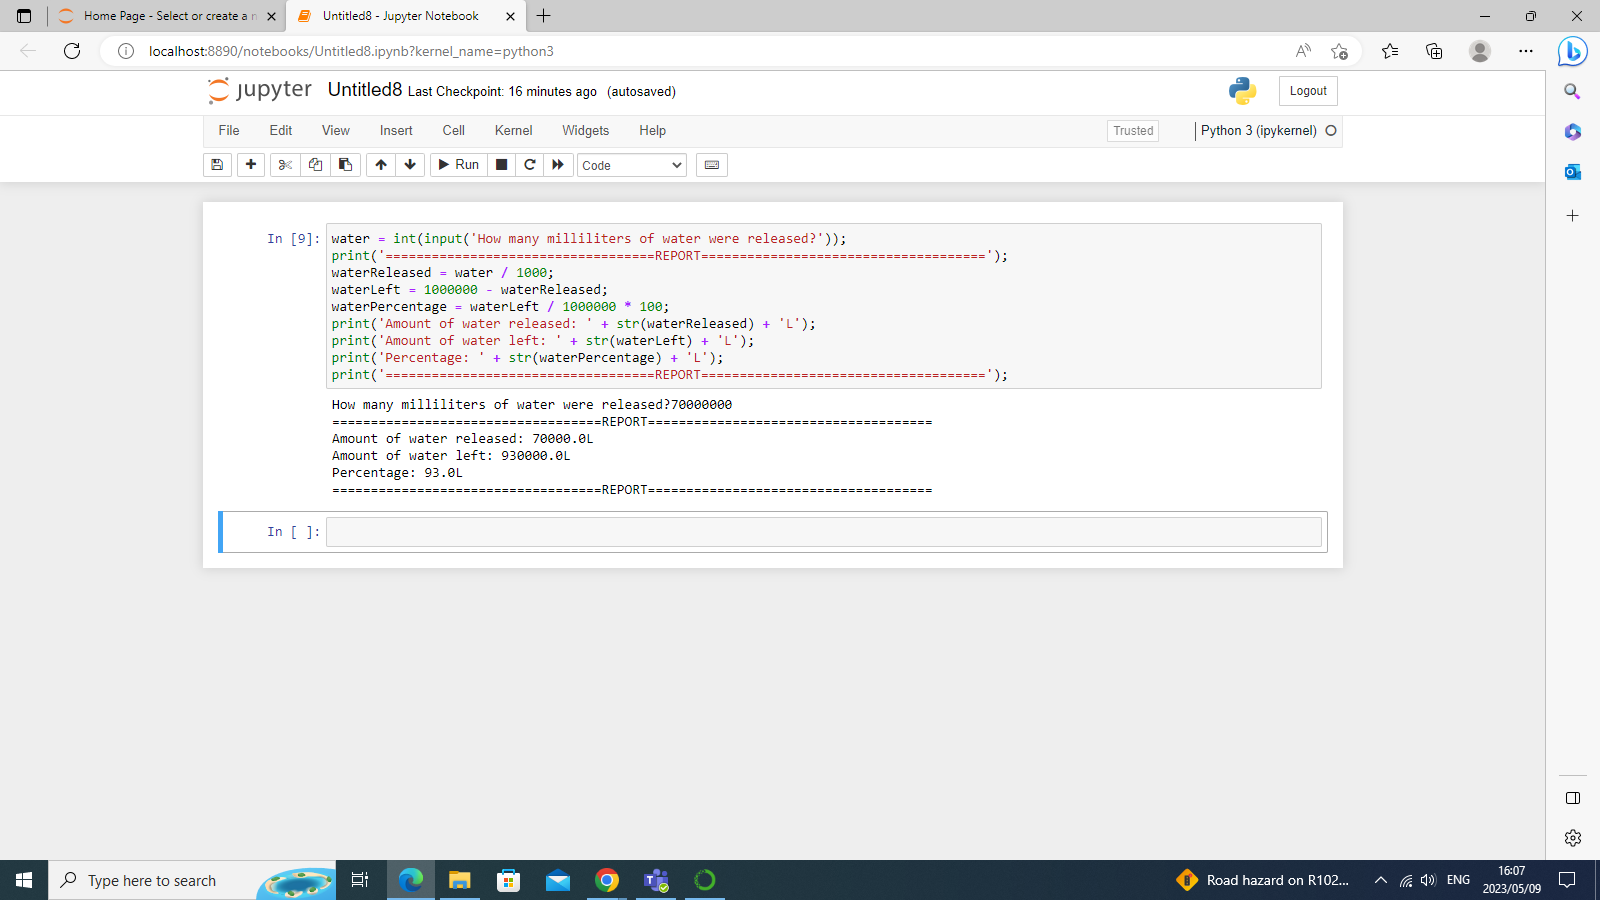 Home Page - Select or create a n
Untitled8 - Jupyter Notebook
localhost:8890/notebooks/Untitled8.ipynb?kernel_name=python3
jupyter Untitled8 Last Checkpoint: 16 minutes ago (autosaved)
Logout
File Edit View Insert Cell Kernel Widgets Help
Trusted
Python 3 (ipykernel)
Run
Code
In [9]:
water = int(input('How many milliliters of water were released?'));
print('===================================REPORT=====================================');
waterReleased = water / 1000;
waterLeft = 1000000 - waterReleased;
waterPercentage = waterLeft / 1000000 * 100;
print('Amount of water released: ' + str(waterReleased) + 'L');
print('Amount of water left: ' + str(waterLeft) + 'L');
print('Percentage: ' + str(waterPercentage) + 'L');
print('===================================REPORT=====================================');
How many milliliters of water were released?70000000
===================================REPORT=====================================
Amount of water released: 70000.0L
Amount of water left: 930000.0L
Percentage: 93.0L
===================================REPORT=====================================
In [ ]:
Type here to search
Road hazard on R102...
ENG
16:07
2023/05/09